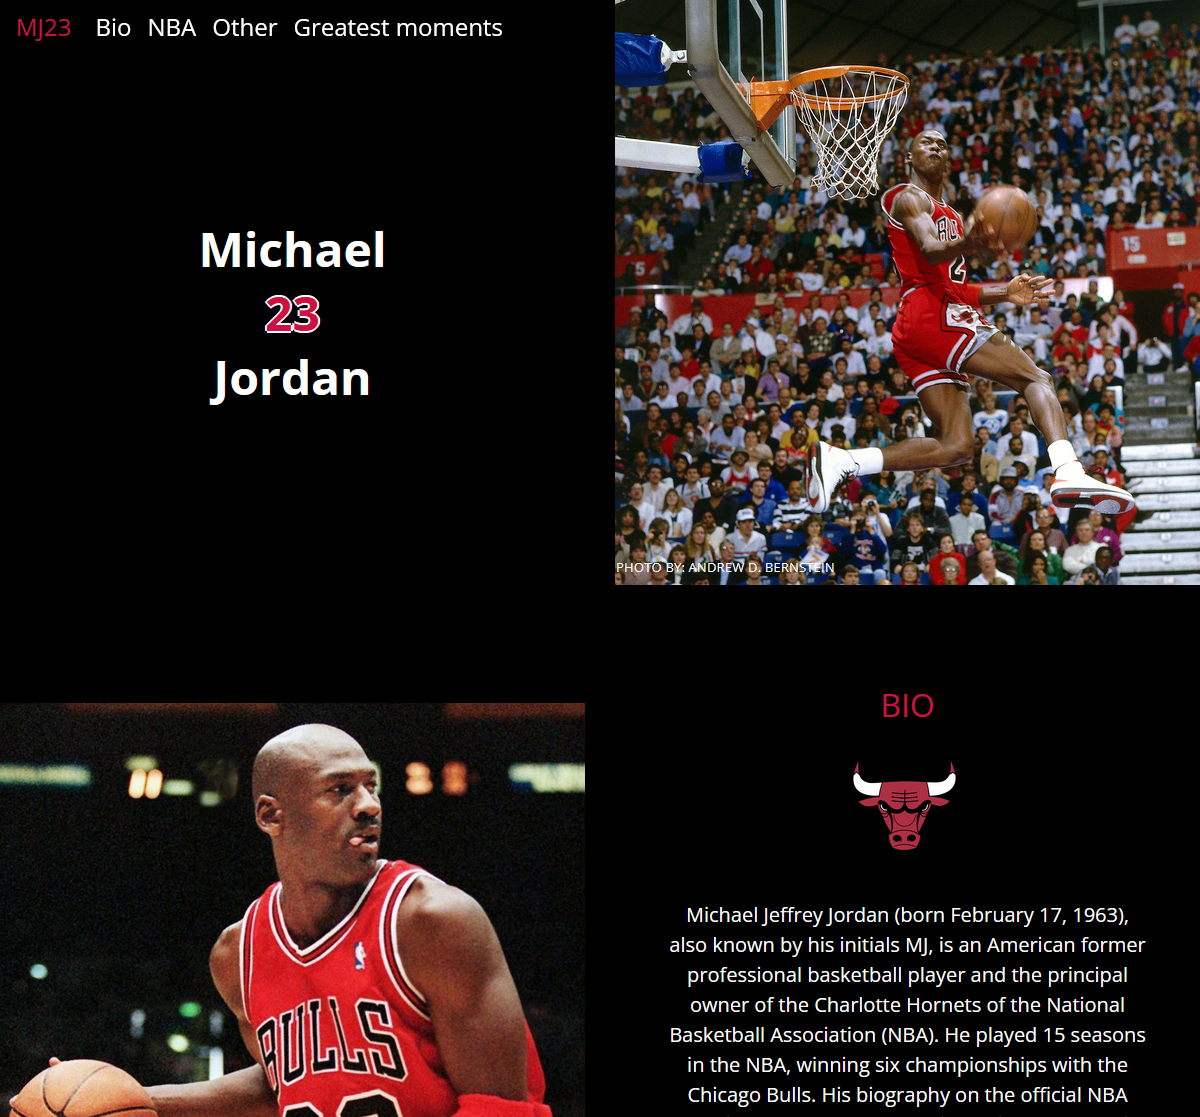 MJ23 Bio NBA Other Greatest moments
Michael
23
Jordan
15
PHOTO BY: ANDREW D. BERNSTEIN
BIO
BULLS
Michael Jeffrey Jordan (born February 17, 1963),
also known by his initials MJ, is an American former
professional basketball player and the principal
owner of the Charlotte Hornets of the National
Basketball Association (NBA). He played 15 seasons
in the NBA, winning six championships with the
Chicago Bulls. His biography on the official NBA